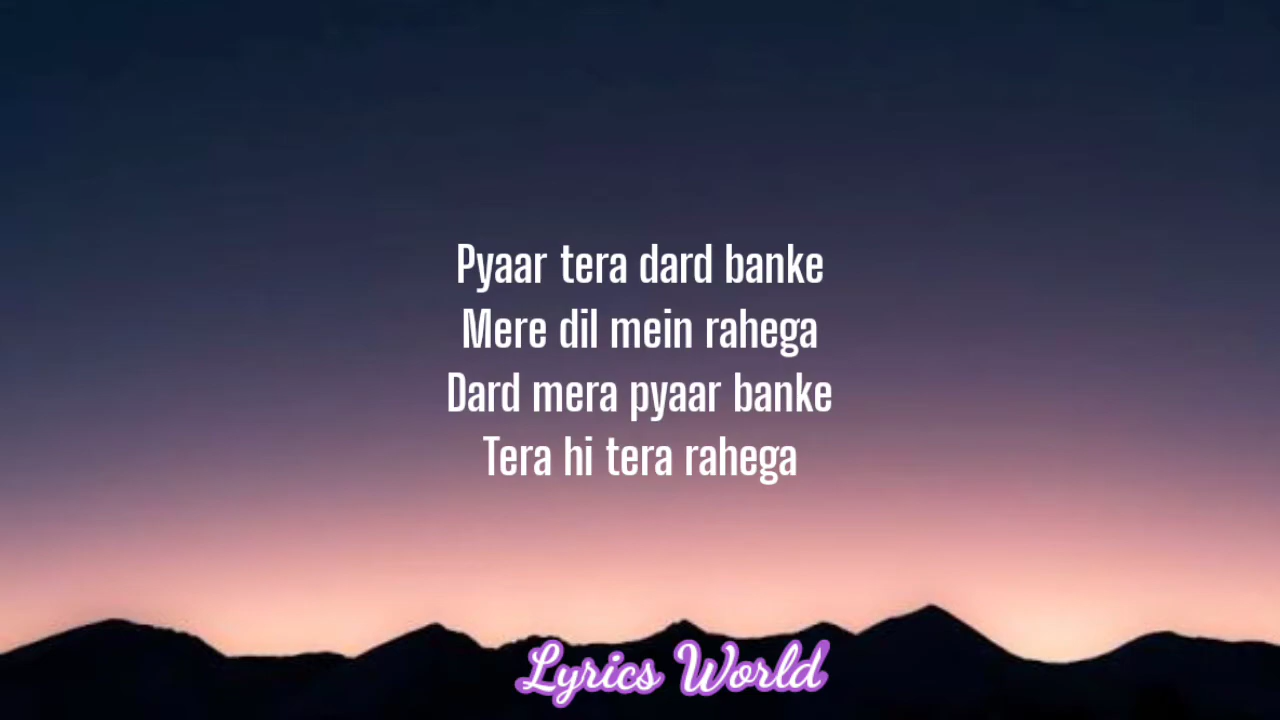 Pyaar tera dard banke
Mere dil mein rahega
Dard mera pyaar banke
Tera hi tera rahega
Lyrics World